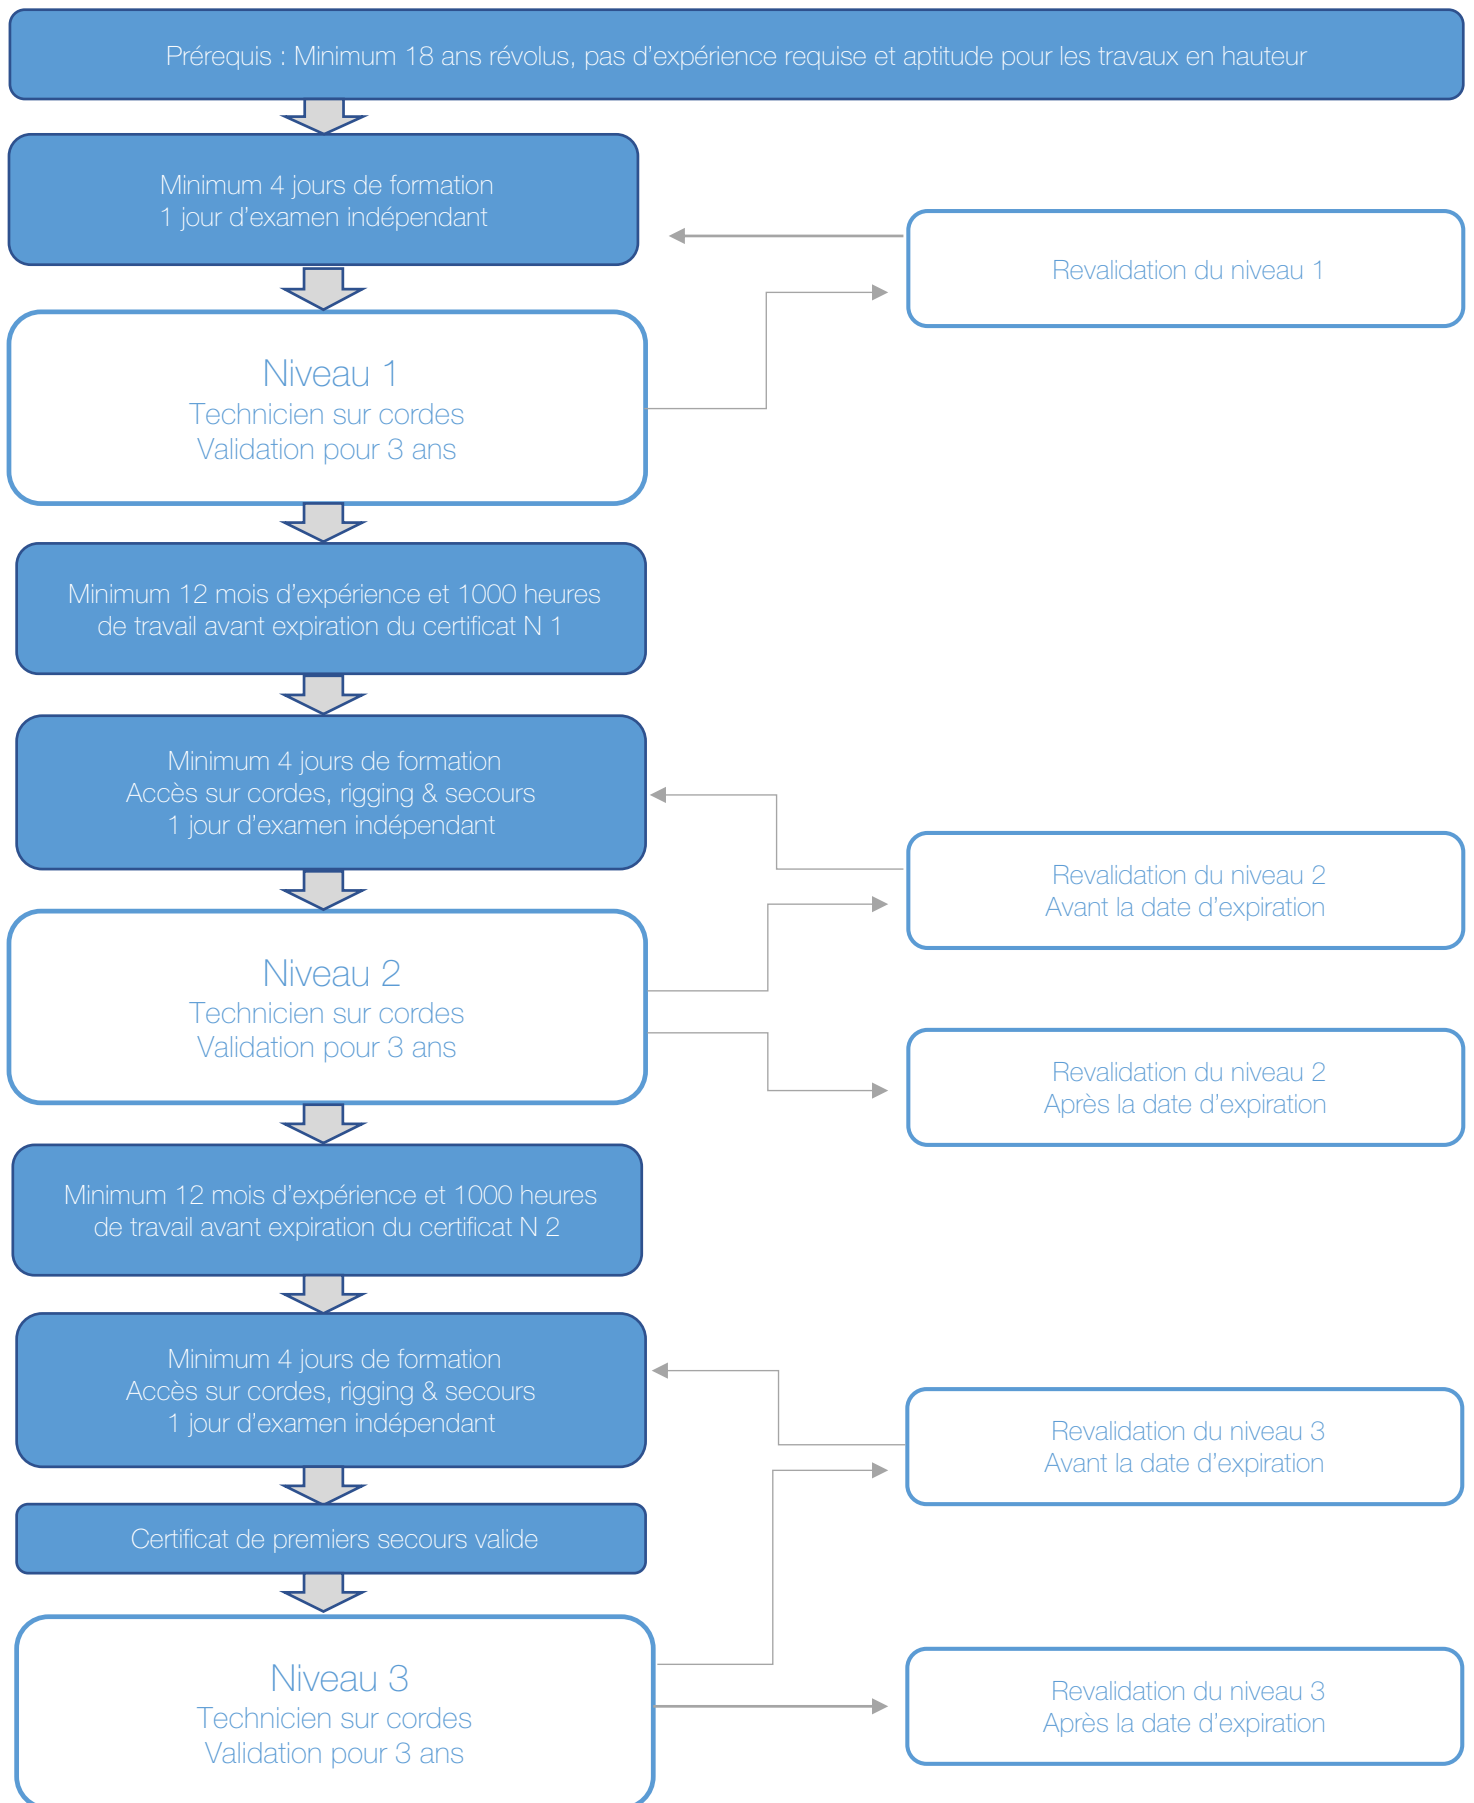 Prérequis : Minimum 18 ans révolus, pas d'expérience requise et aptitude pour les travaux en hauteur
Minimum 4 jours de formation
1 jour d'examen indépendant
Revalidation du niveau 1
Niveau 1
Technicien sur cordes
Validation pour 3 ans
Minimum 12 mois d'expérience et 1000 heures
de travail avant expiration du certificat N 1
Minimum 4 jours de formation
Accès sur cordes, rigging & secours
1 jour d'examen indépendant
Revalidation du niveau 2
Avant la date d'expiration
Niveau 2
Technicien sur cordes
Validation pour 3 ans
Revalidation du niveau 2
Après la date d'expiration
Minimum 12 mois d'expérience et 1000 heures
de travail avant expiration du certificat N 2
Minimum 4 jours de formation
Accès sur cordes, rigging & secours
1 jour d'examen indépendant
Revalidation du niveau 3
Avant la date d'expiration
Certificat de premiers secours valide
Niveau 3
Technicien sur cordes
Validation pour 3 ans
Revalidation du niveau 3
Après la date d'expiration